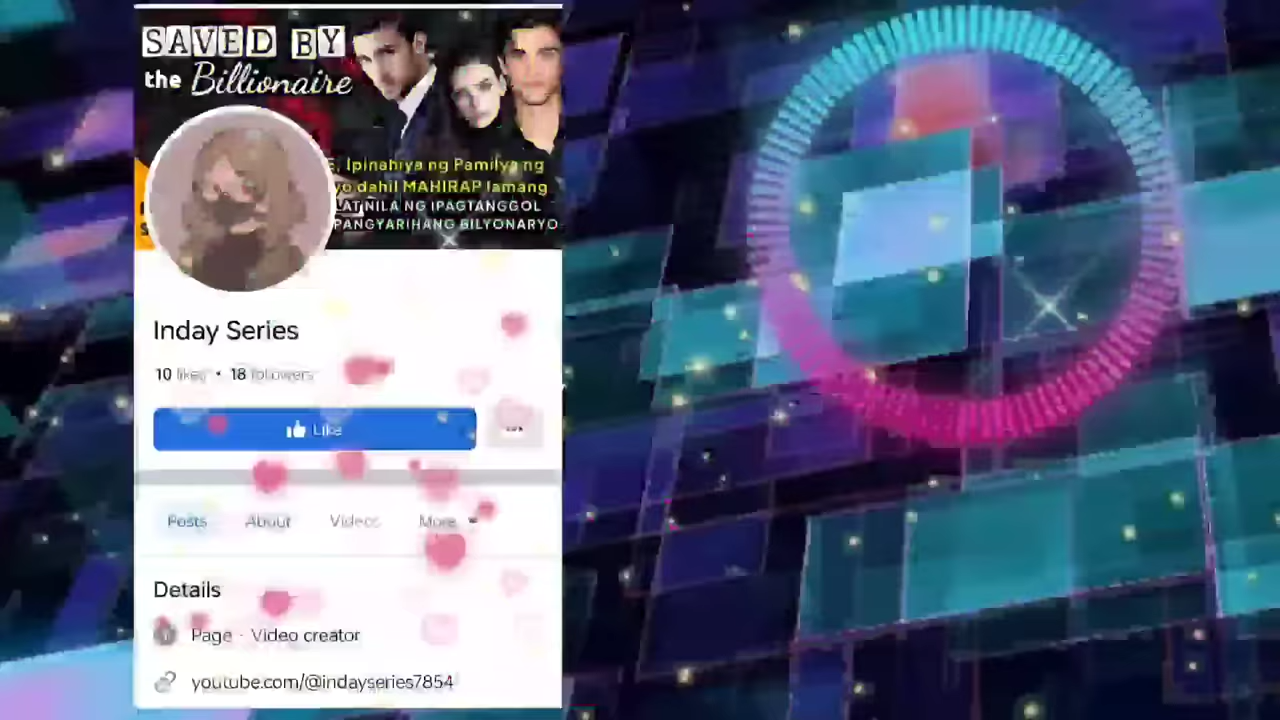 SAVED BY
the Billionaire
Ipinahiya ng Pamilya ng
dahil MAHIRAP lamang
NILA NG IPAGTANGGOL
PANGYARIHANG BILYONARYO
Inday Series
10 likes • 18 followers
Like
Posts About Videos More
Details
Page · Video creator
youtube.com/@indayseries7854